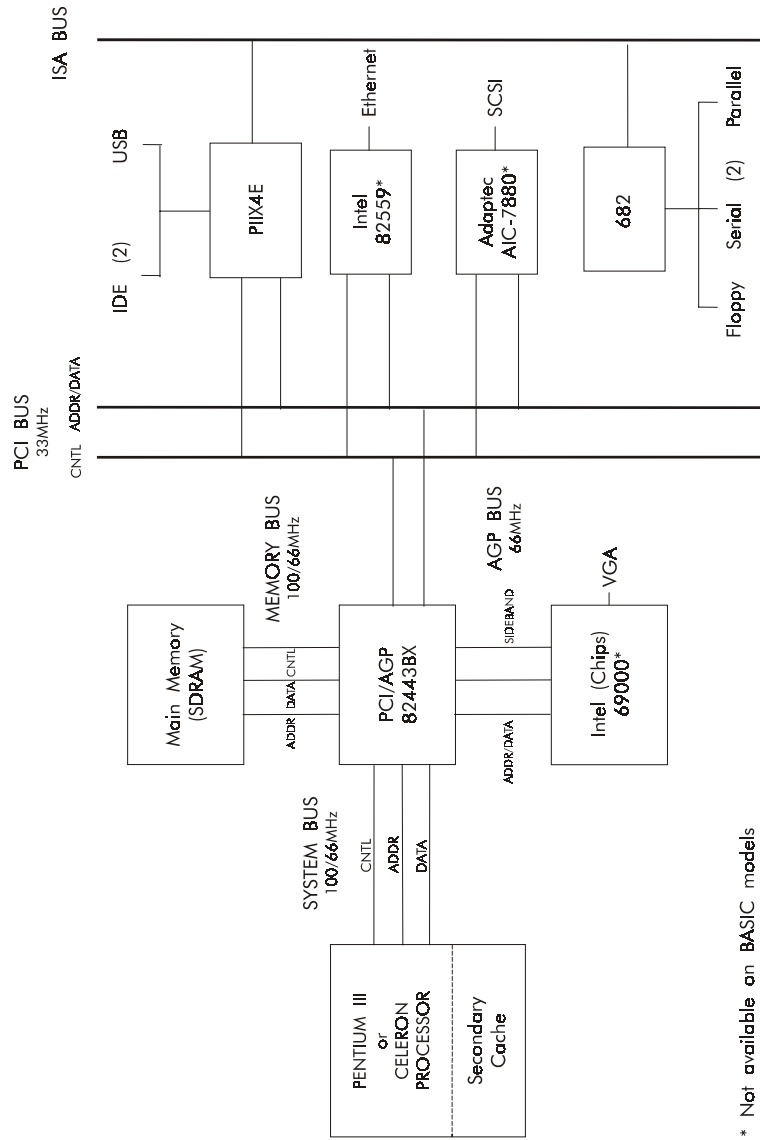 PENTIUM III
or
CELERON
PROCESSOR
Secondary
Cache
SYSTEM BUS
100/66MHz
CNTL
ADDR
DATA
Main Memory
(SDRAM)
ADDR DATA CNTL
MEMORY BUS
100/66MHz
PCI/AGP
82443BX
ADDR/DATA
SIDEBAND
AGP BUS
66MHz
Intel (Chips)
69000*
VGA
PCI BUS
33MHz
CNTL ADDR/DATA
IDE (2) USB
PIIX4E
Intel
82559*
Ethernet
Adaptec
AIC-7880*
SCSI
682
Floppy Serial (2) Parallel
ISA BUS
* Not available on BASIC models